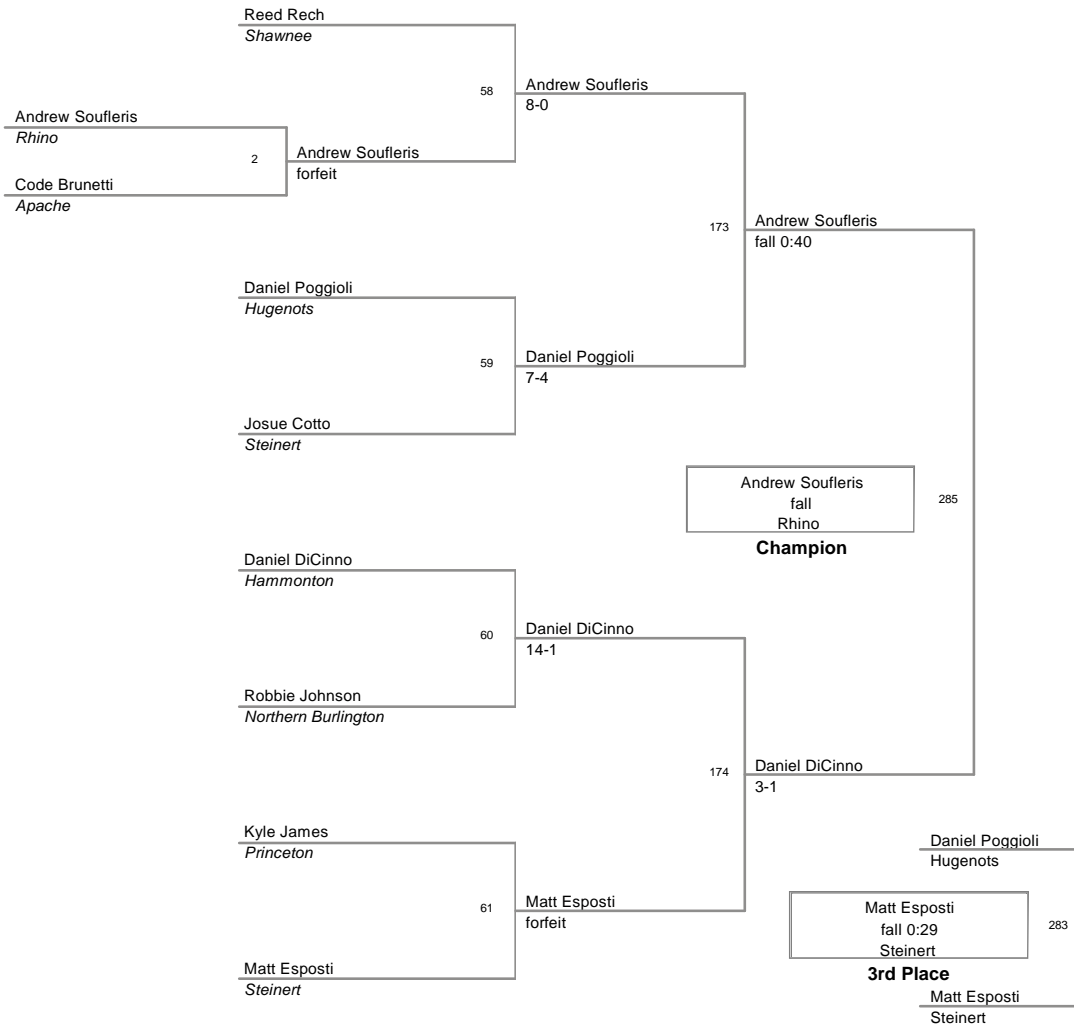 Reed Rech
Shawnee
58
Andrew Soufleris
8-0
Andrew Soufleris
Rhino
2
Andrew Soufleris
forfeit
Code Brunetti
Apache
173
Andrew Soufleris
fall 0:40
Daniel Poggioli
Hugenots
59
Daniel Poggioli
7-4
Josue Cotto
Steinert
Andrew Soufleris
fall
Rhino
285
Champion
Daniel DiCinno
Hammonton
60
Daniel DiCinno
14-1
Robbie Johnson
Northern Burlington
174
Daniel DiCinno
3-1
Kyle James
Princeton
Daniel Poggioli
Hugenots
61
Matt Esposti
forfeit
Matt Esposti
fall 0:29
Steinert
283
3rd Place
Matt Esposti
Steinert
Matt Esposti
Steinert